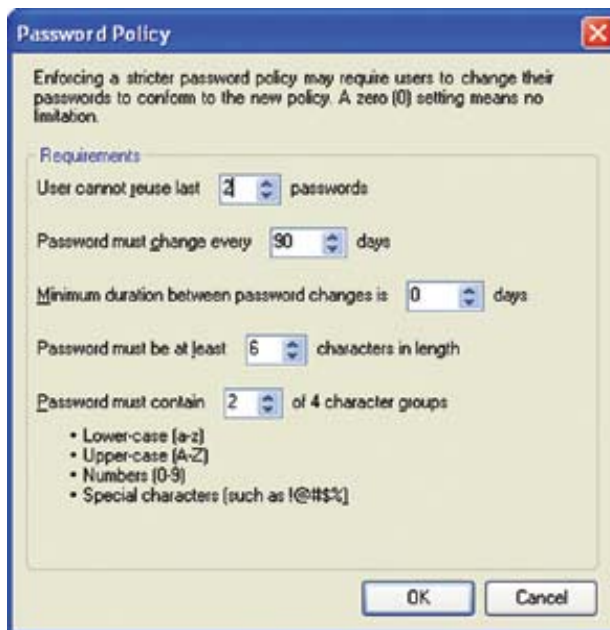 Password Policy
Enforcing a stricter password policy may require users to change their
passwords to conform to the new policy. A zero (0) setting means no
limitation.
Requirements
User cannot reuse last 2 passwords
Password must change every 90 days
Minimum duration between password changes is 0 days
Password must be at least 6 characters in length
Password must contain 2 of 4 character groups
• Lower-case (a-z)
• Upper-case (A-Z)
• Numbers (0-9)
• Special characters (such as !@#$%)
OK Cancel